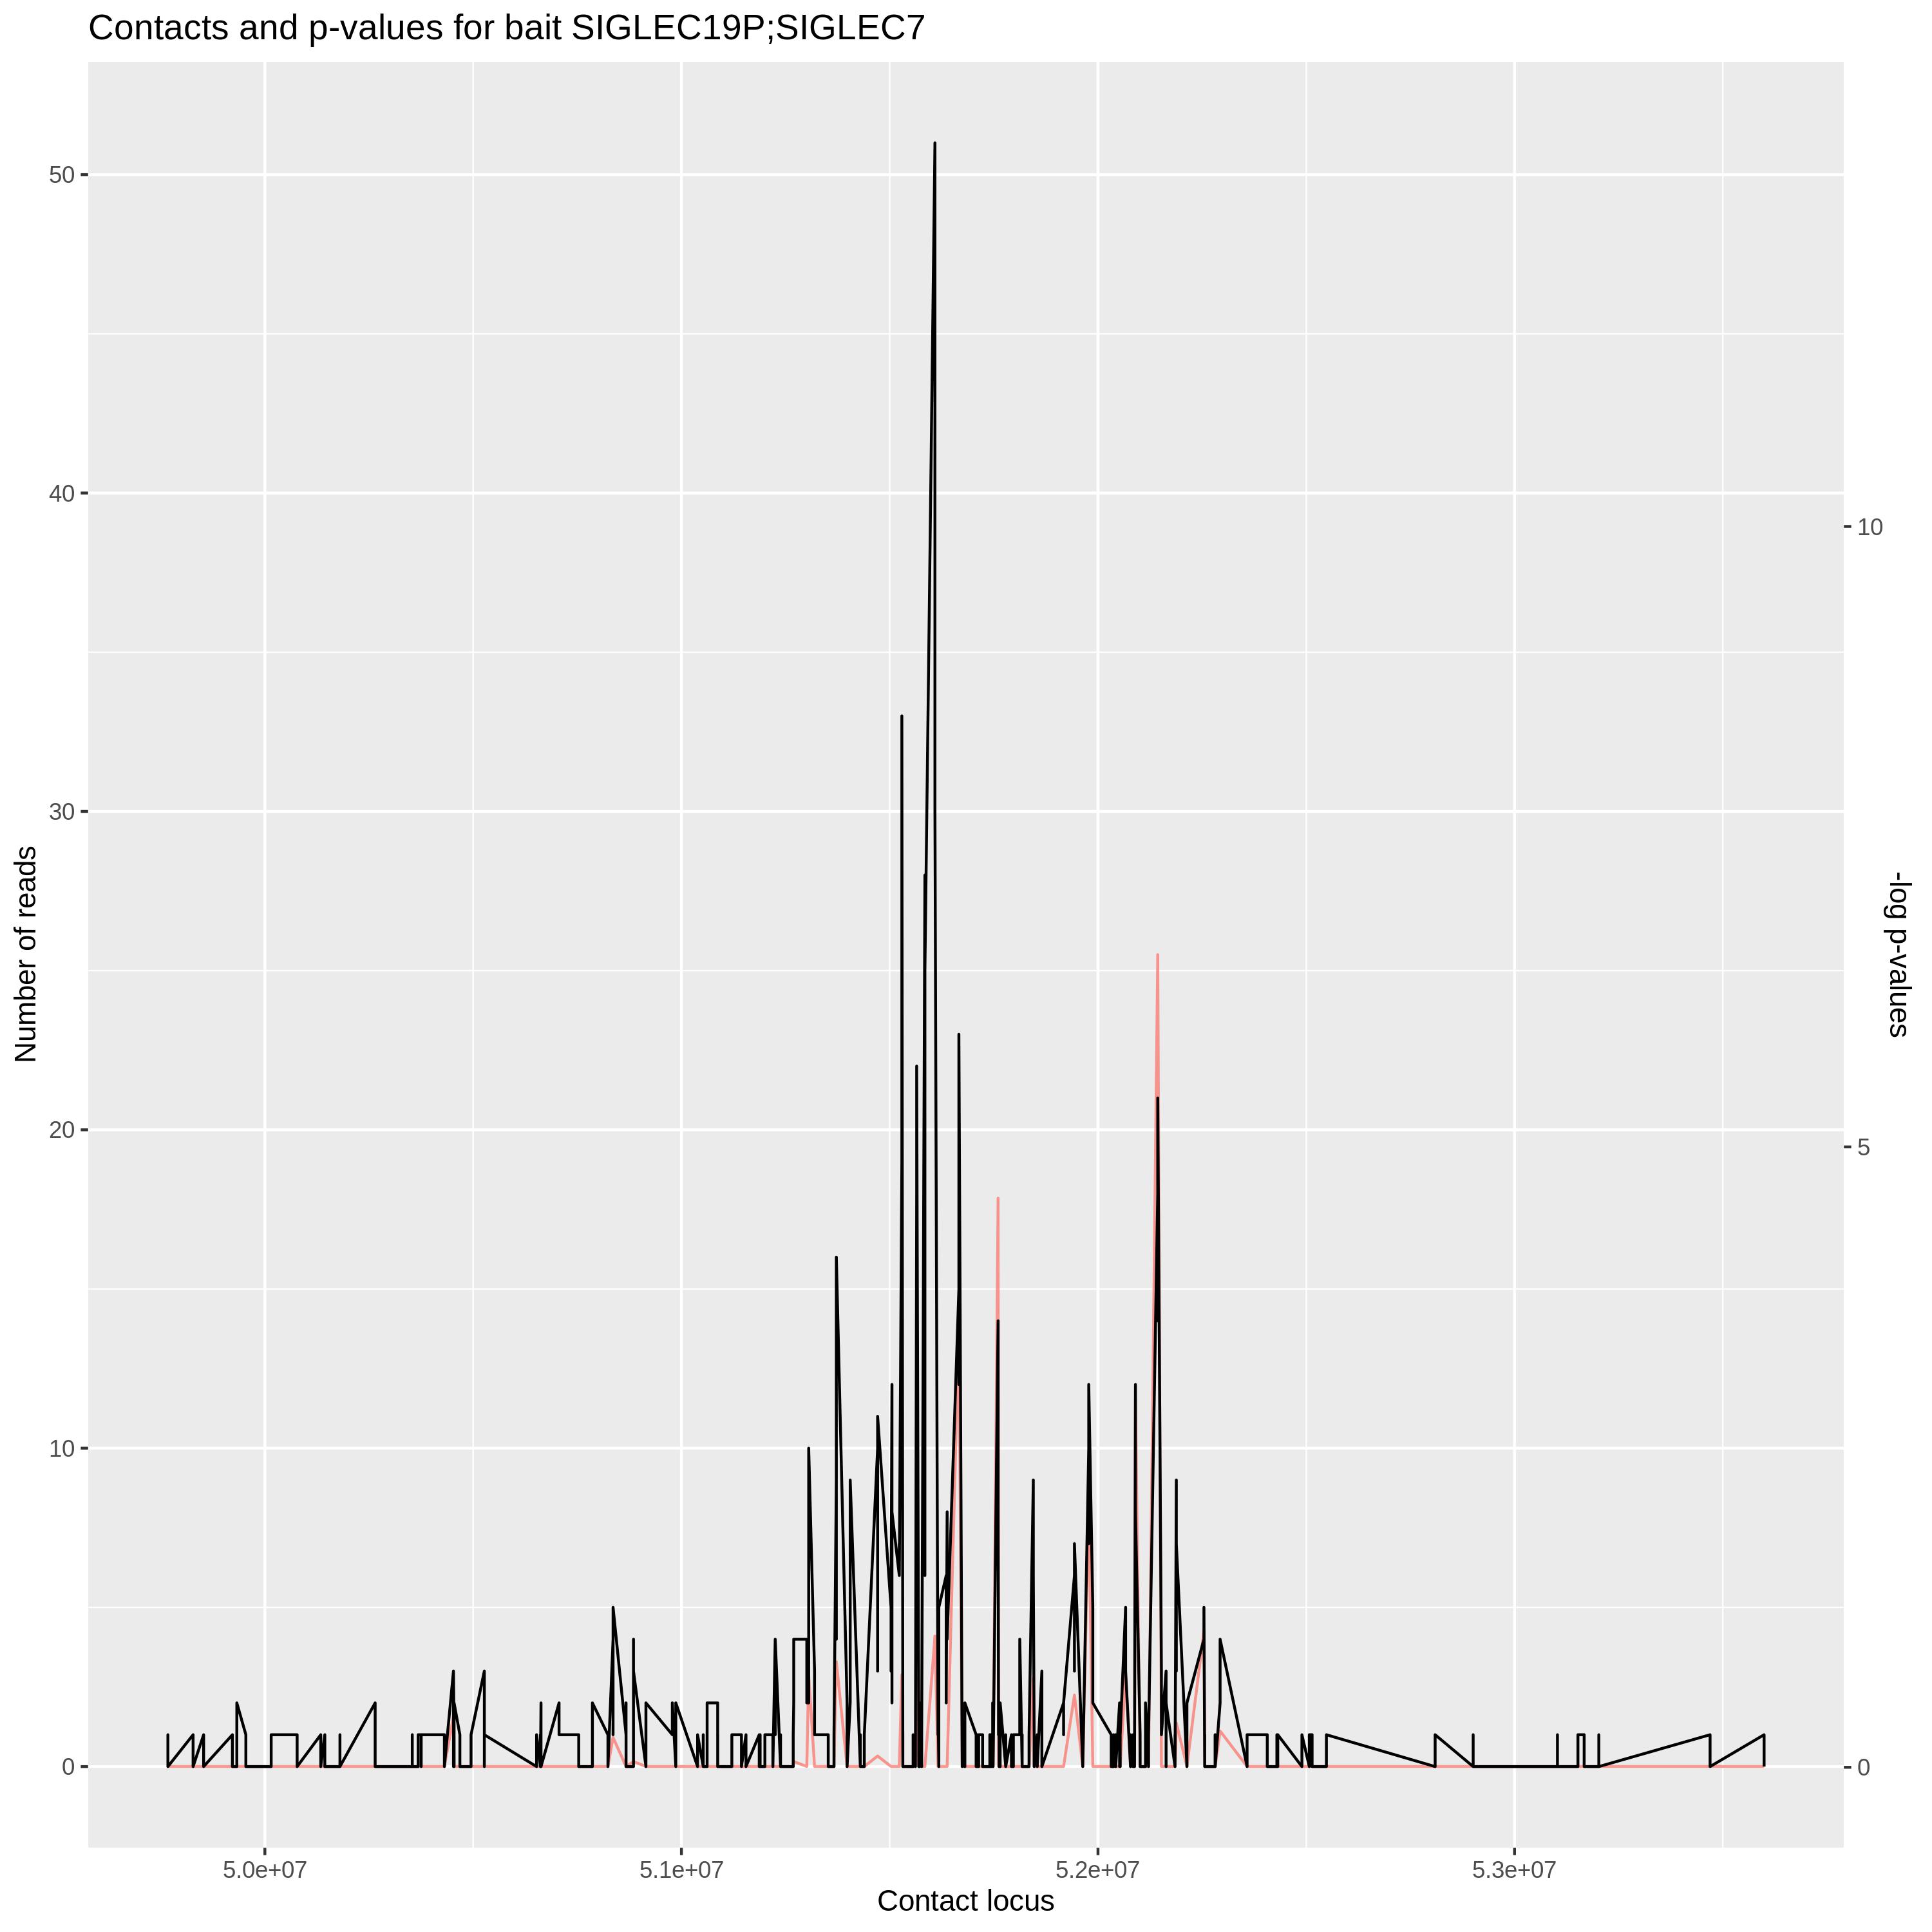 Contacts and p-values for bait SIGLEC19P;SIGLEC7
50
40
30
20
10
0
Number of reads
10
5
0
-log p-values
5.0e+07
5.1e+07
5.2e+07
5.3e+07
Contact locus